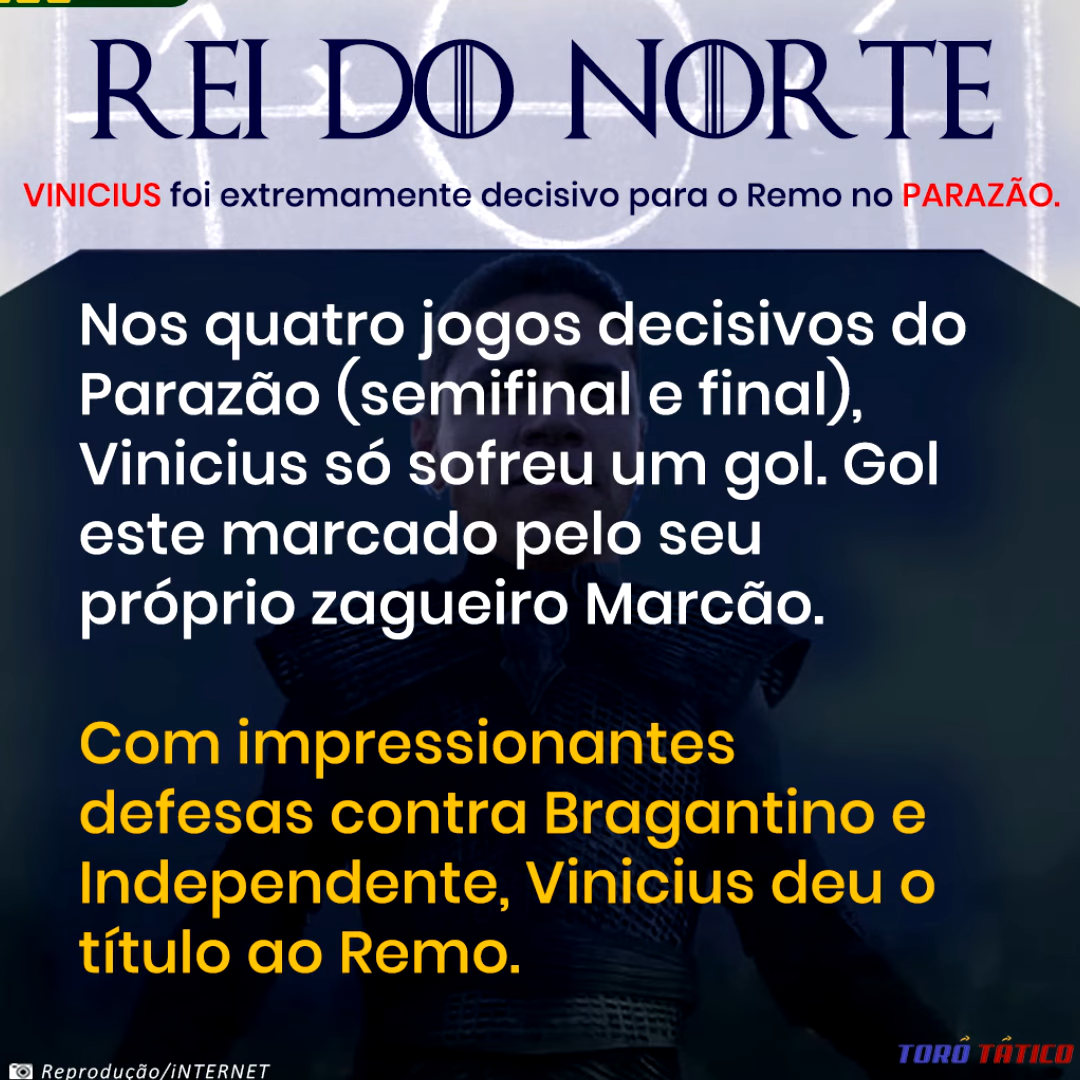 REI DO NORTE
VINICIUS foi extremamente decisivo para o Remo no PARAZÃO.
Nos quatro jogos decisivos do
Parazão (semifinal e final),
Vinicius só sofreu um gol. Gol
este marcado pelo seu
próprio zagueiro Marcão.
Com impressionantes
defesas contra Bragantino e
Independente, Vinicius deu o
título ao Remo.
Reprodução/iNTERNET
TORÔ TÁTICO